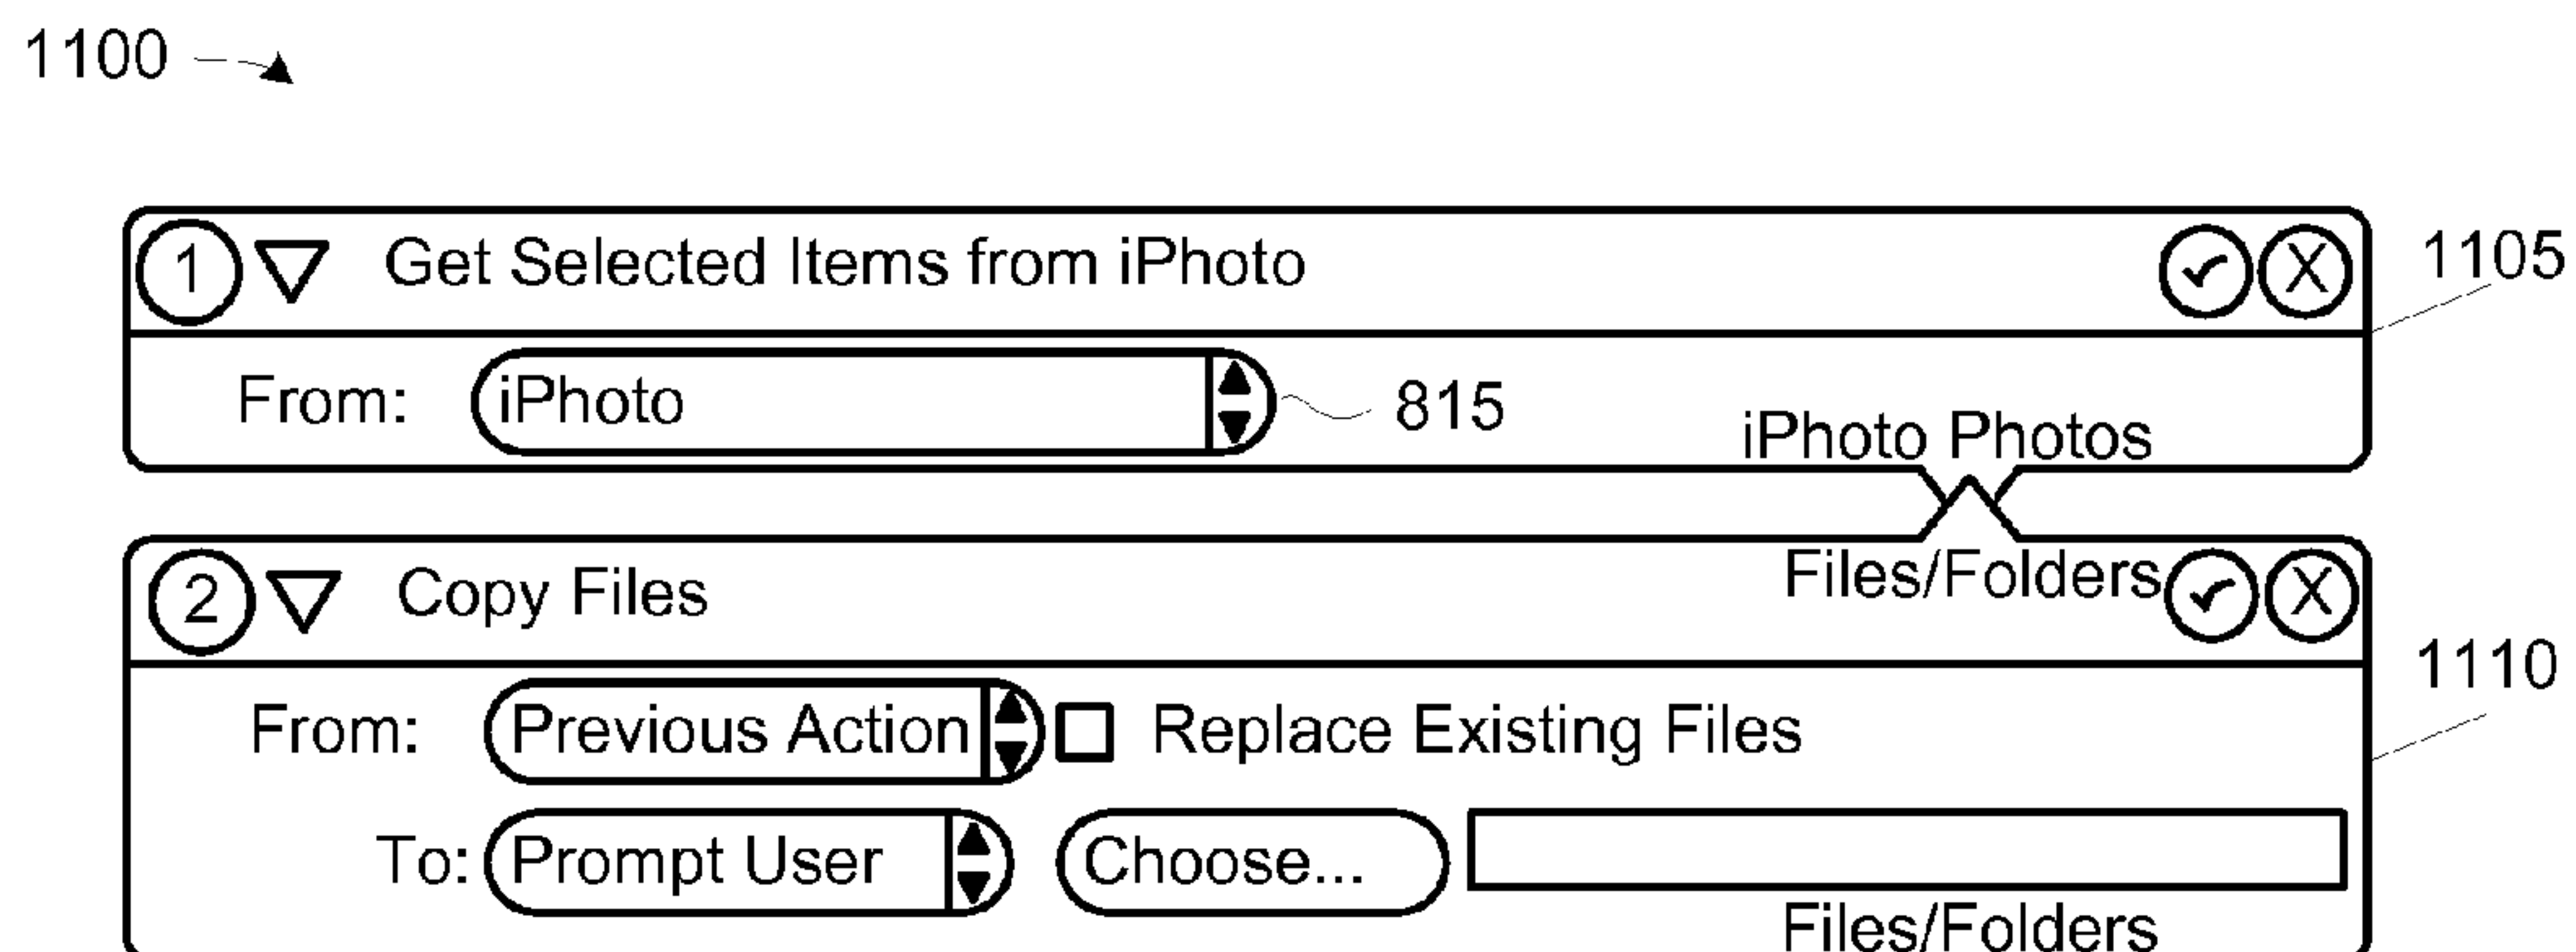 1100
1 Get Selected Items from iPhoto X 1105
From: iPhoto 815
iPhoto Photos
Files/Folders
2 Copy Files X
1110
From: Previous Action Replace Existing Files
To: Prompt User Choose...
Files/Folders